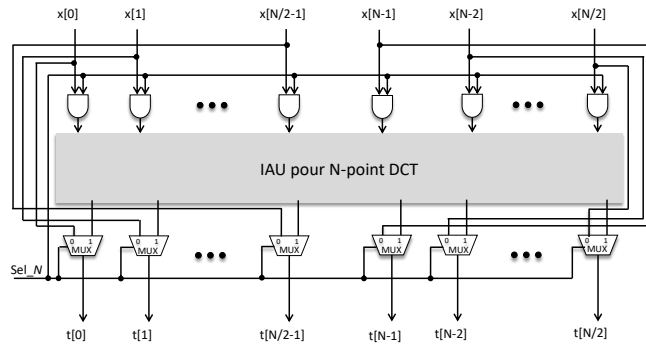 x[0] x[1] x[N/2-1] x[N-1] x[N-2] x[N/2]
IAU pour N-point DCT
0 1 0 1 0 1 0 1 0 1 0 1
MUX MUX MUX MUX MUX MUX
Sel_N
t[0] t[1] t[N/2-1] t[N-1] t[N-2] t[N/2]